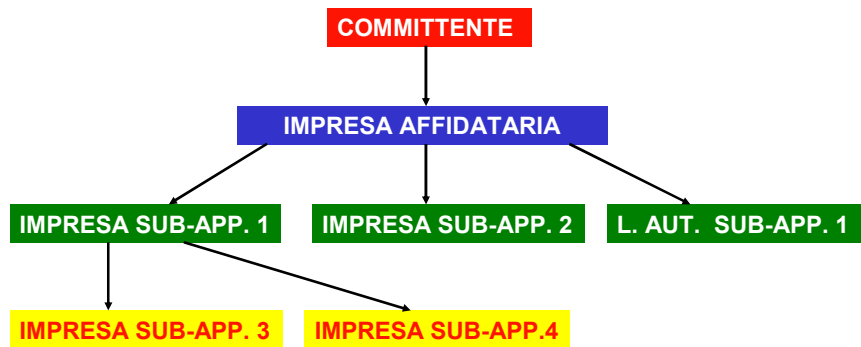 COMMITTENTE
IMPRESA AFFIDATARIA
IMPRESA SUB-APP. 1
IMPRESA SUB-APP. 2
L. AUT. SUB-APP. 1
IMPRESA SUB-APP. 3
IMPRESA SUB-APP.4